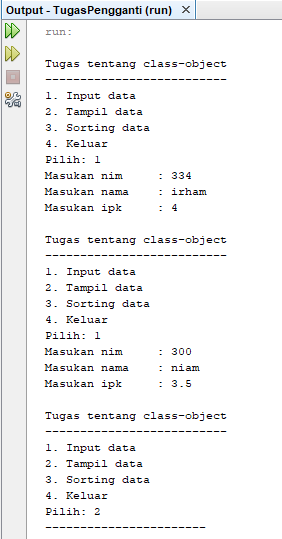 Output - TugasPengganti (run) ×
run:
Tugas tentang class-object
--------------------------
1. Input data
2. Tampil data
3. Sorting data
4. Keluar
Pilih: 1
Masukan nim     : 334
Masukan nama    : irham
Masukan ipk     : 4
Tugas tentang class-object
--------------------------
1. Input data
2. Tampil data
3. Sorting data
4. Keluar
Pilih: 1
Masukan nim     : 300
Masukan nama    : niam
Masukan ipk     : 3.5
Tugas tentang class-object
--------------------------
1. Input data
2. Tampil data
3. Sorting data
4. Keluar
Pilih: 2
-----------------------